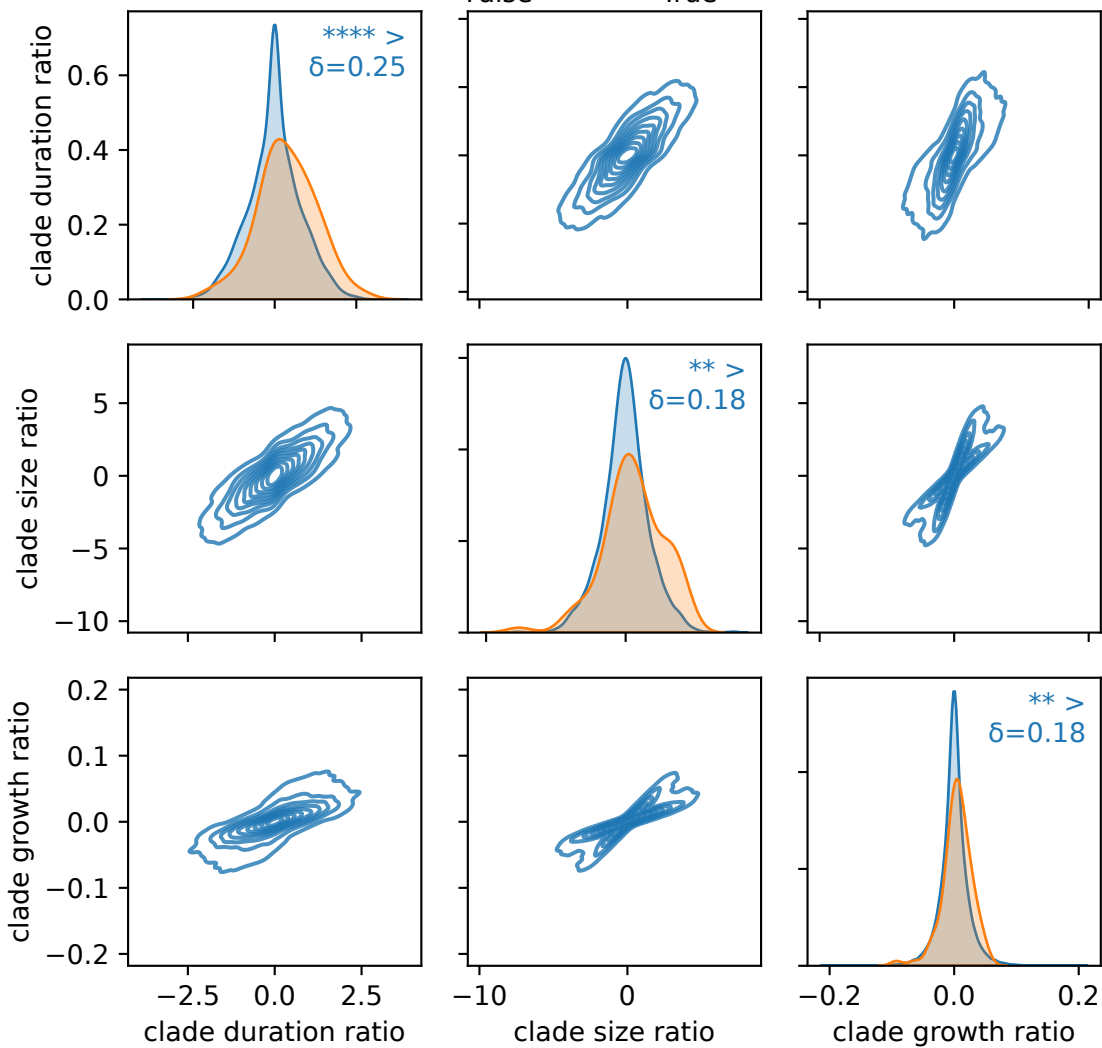 True
clade duration ratio
0.6
0.4
0.2
0.0
**** >
δ=0.25
clade size ratio
5
0
−5
−10
** >
δ=0.18
clade growth ratio
0.2
0.1
0.0
−0.1
−0.2
** >
δ=0.18
−2.5 0.0 2.5
−10 0
−0.2 0.0 0.2
clade duration ratio
clade size ratio
clade growth ratio